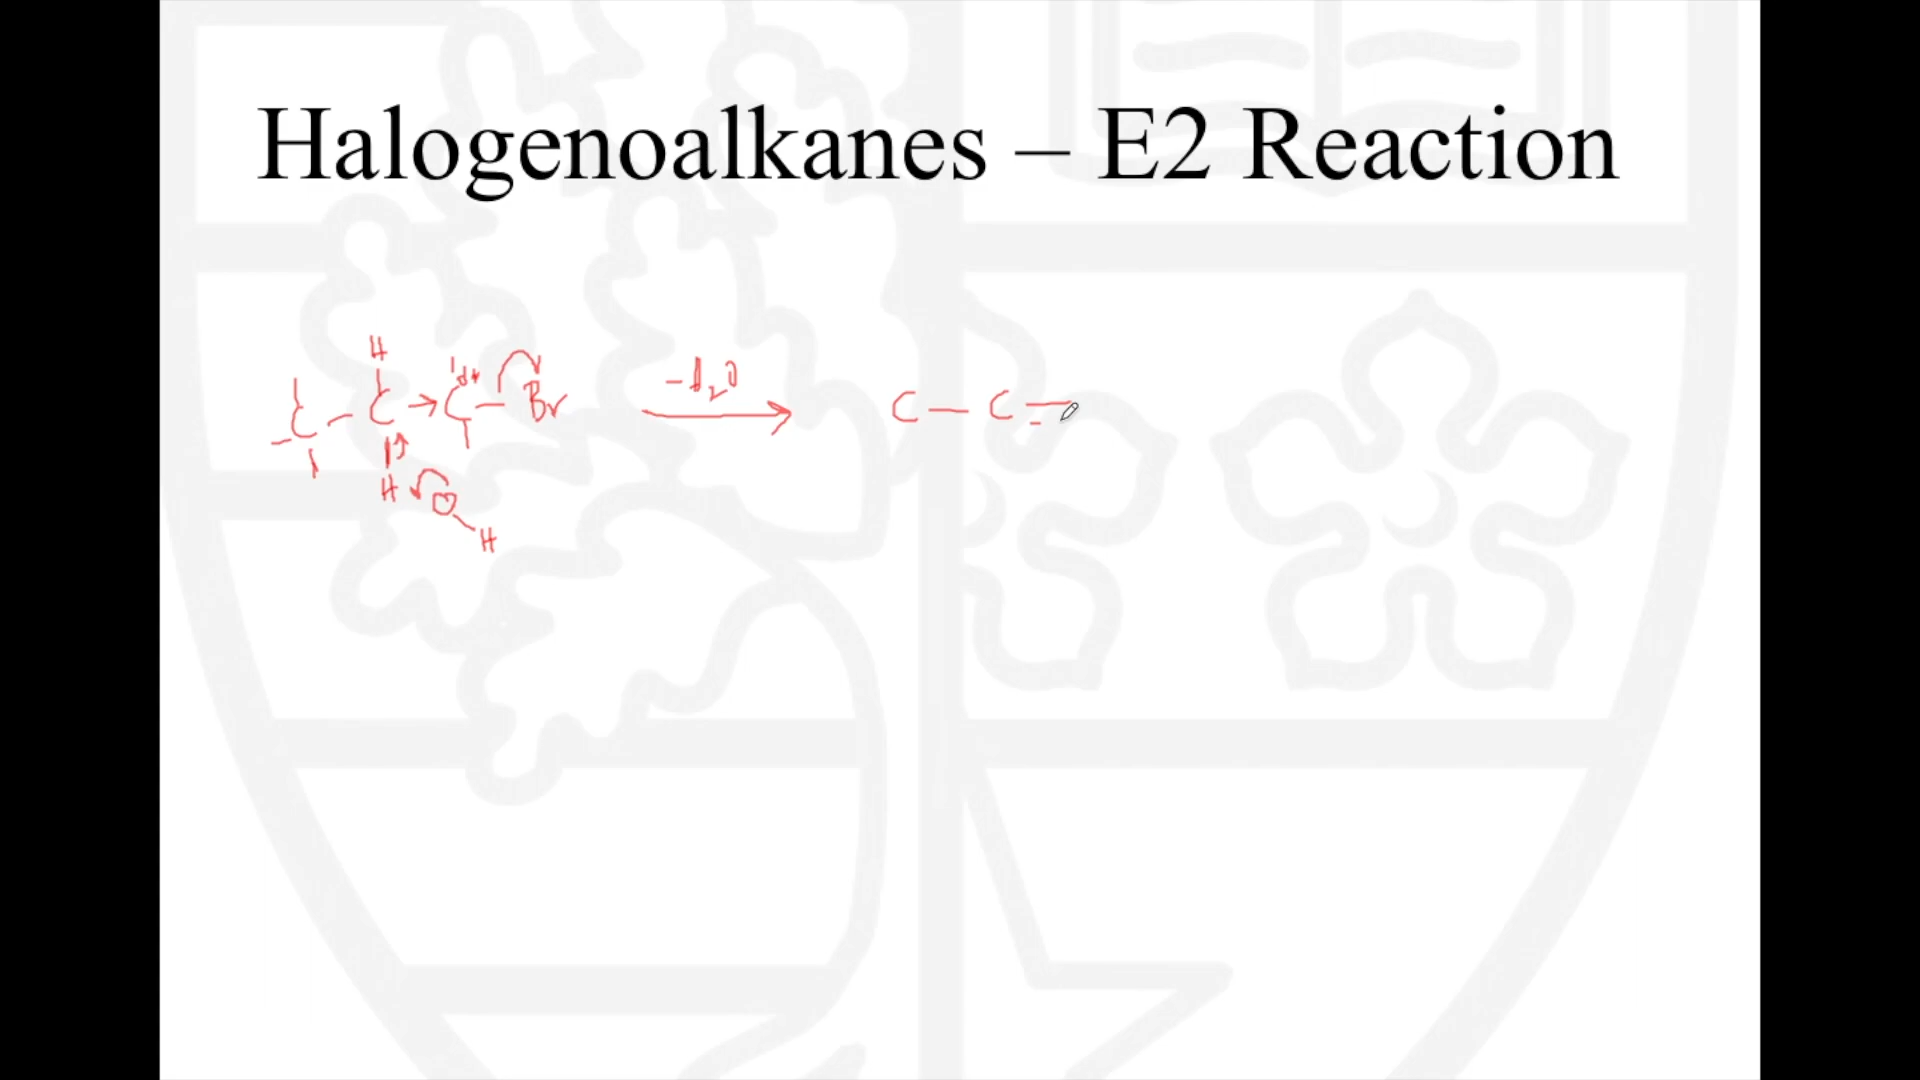 Halogenoalkanes – E2 Reaction
H
C – C → C δ+ – Br
-H₂O
C – C =
H O
H